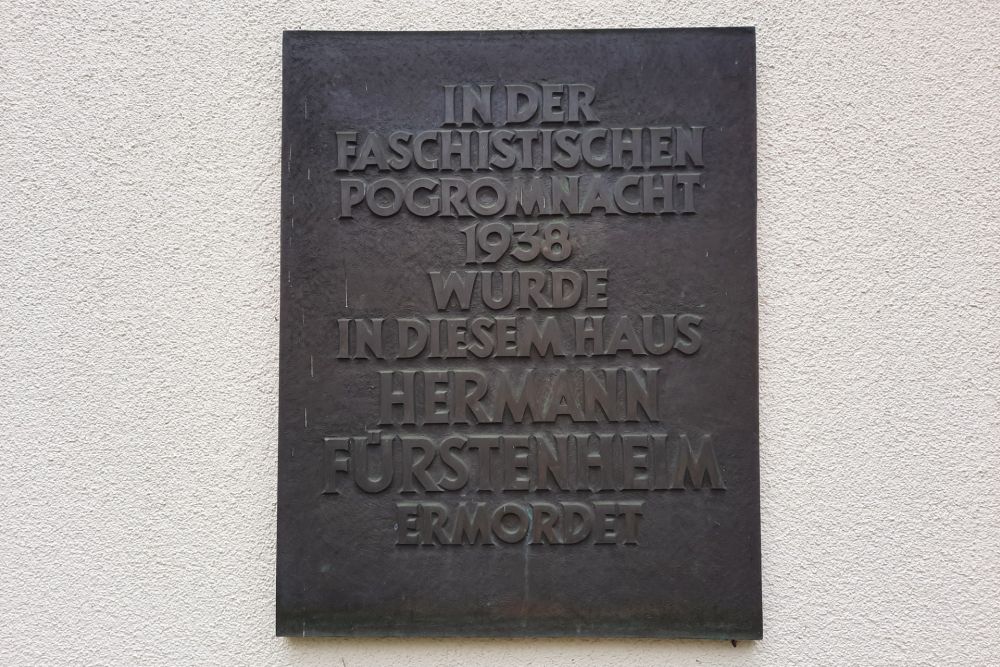 IN DER
FASCHISTISCHEN
POGROMNACHT
1938
WURDE
IN DIESEM HAUS
HERMANN
FÜRSTENHEIM
ERMORDET